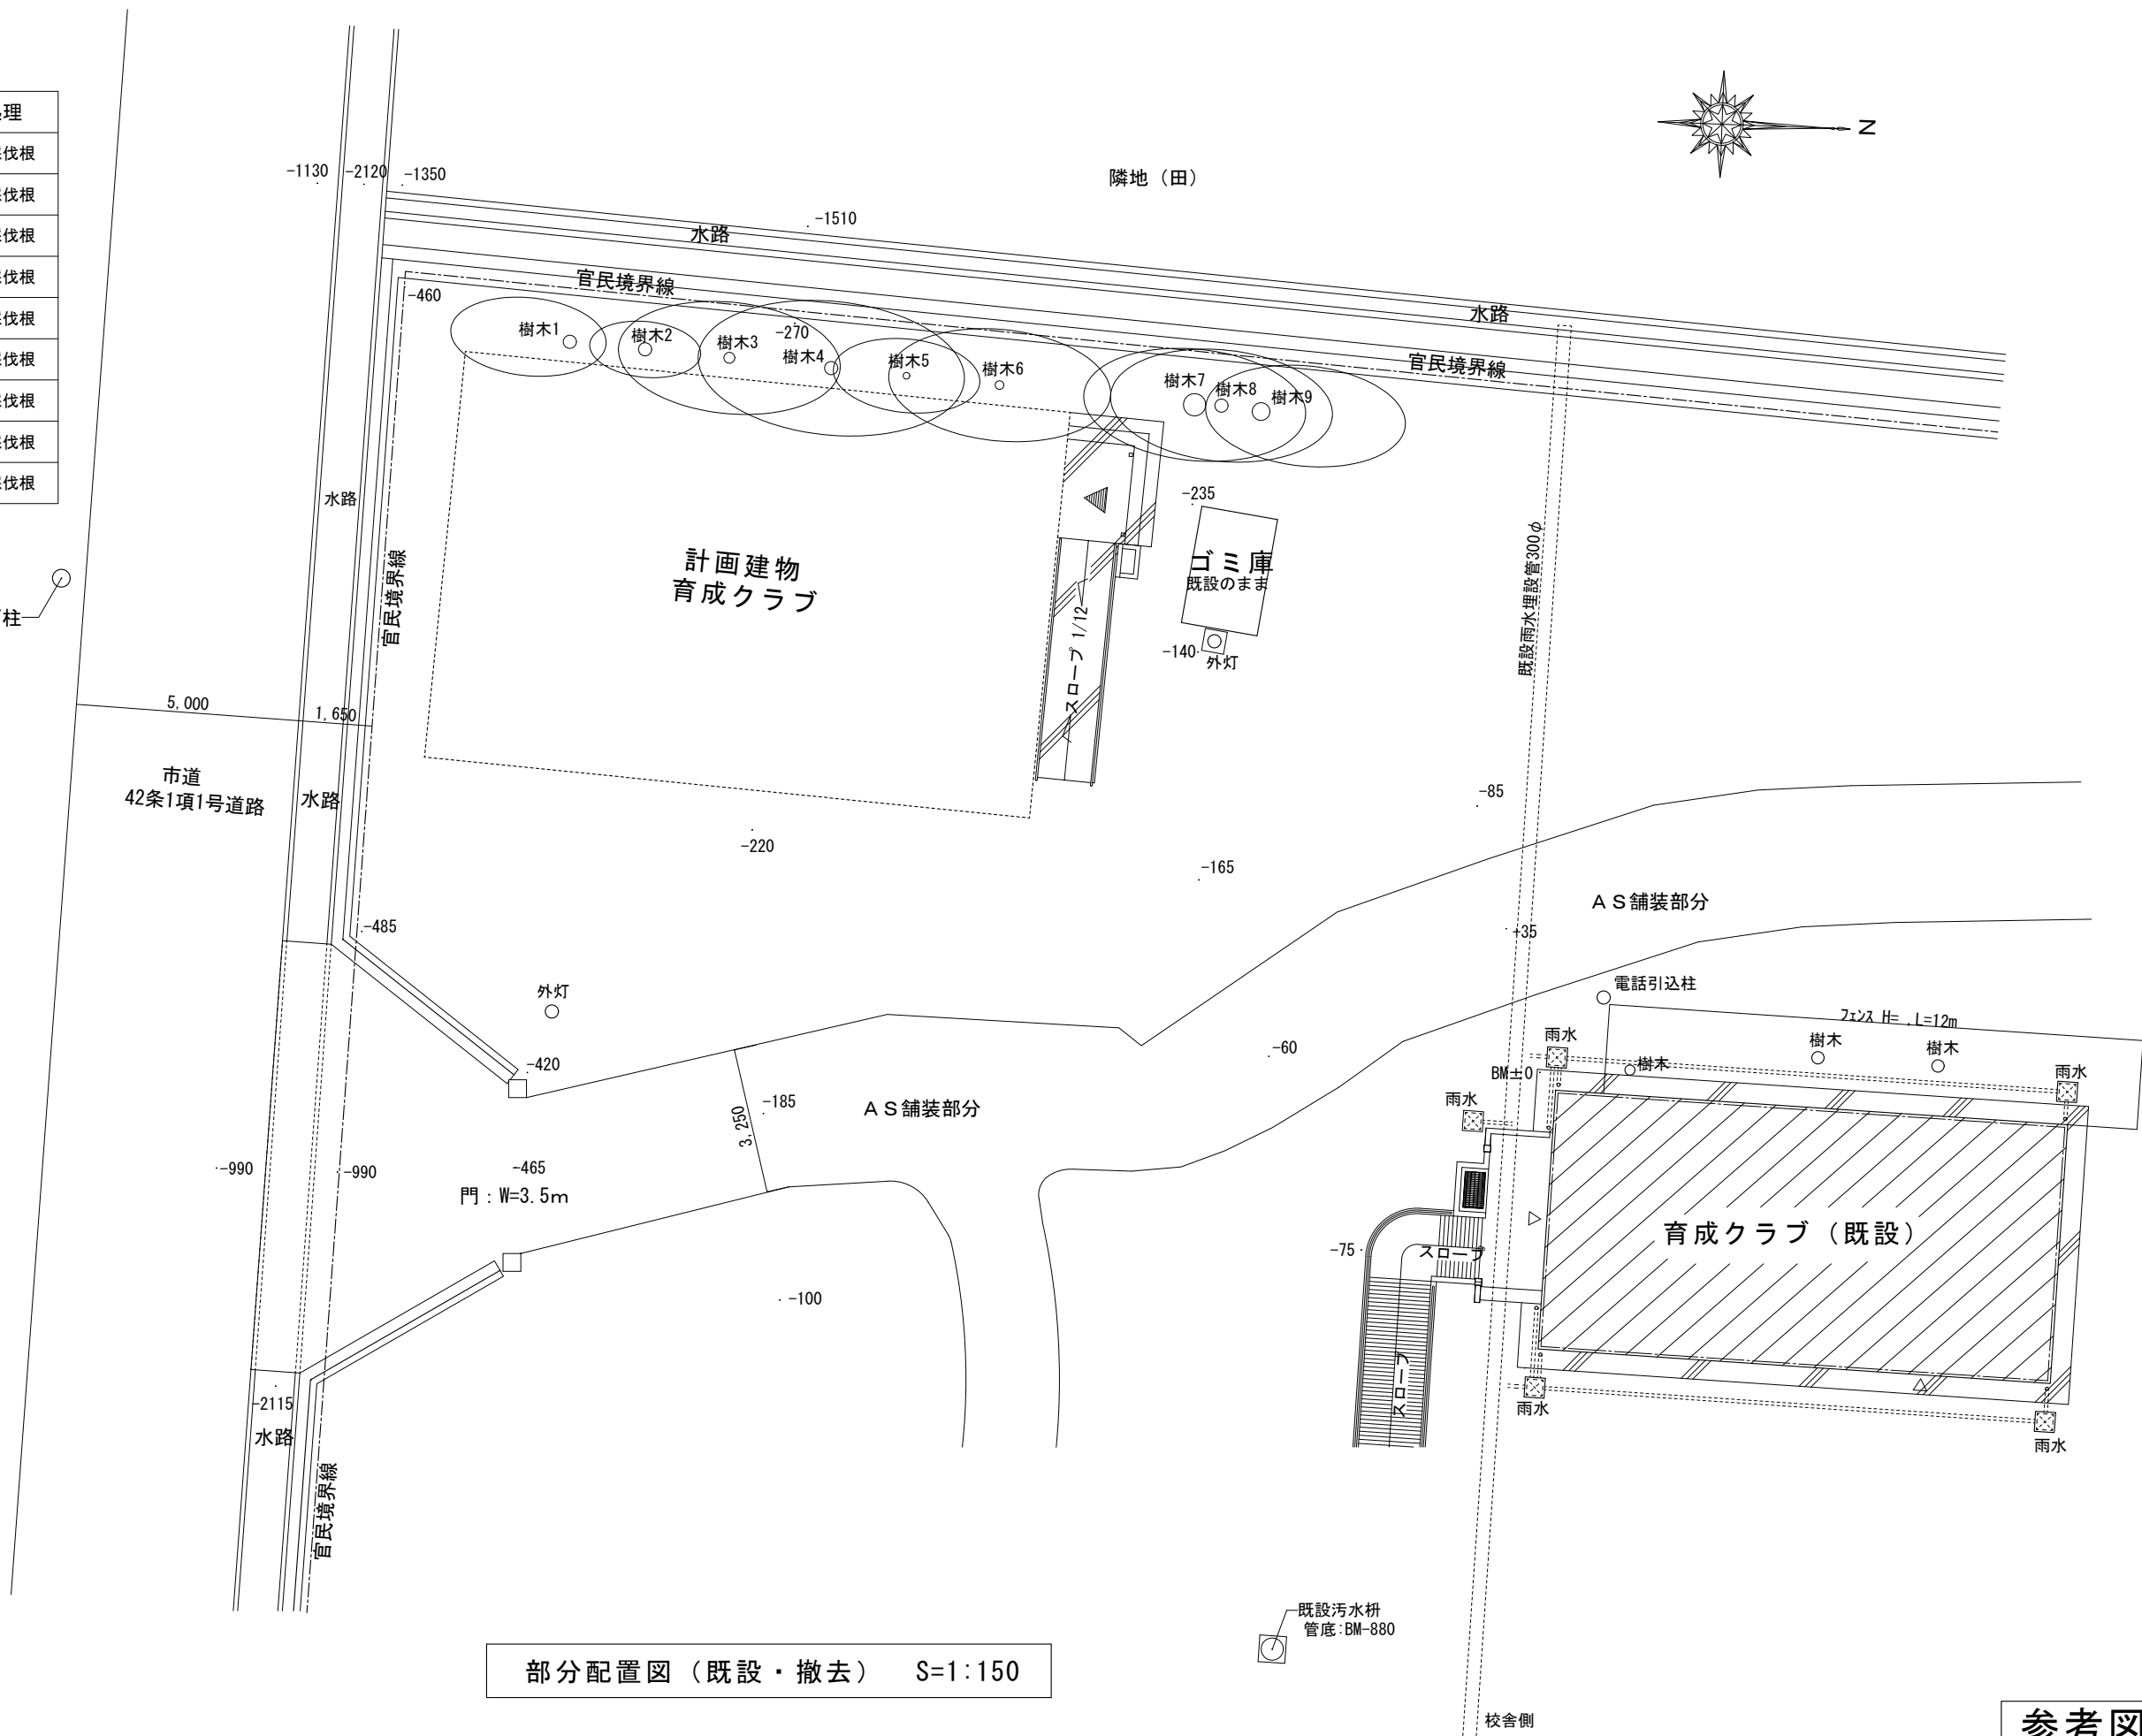 処理
伐根
伐根
伐根
伐根
伐根
伐根
伐根
伐根
伐根
柱
N
隣地（田）
-1130
-2120
-1350
-1510
水路
水路
官民境界線
官民境界線
-460
-270
樹木1
樹木2
樹木3
樹木4
樹木5
樹木6
樹木7
樹木8
樹木9
水路
官民境界線
計画建物
育成クラブ
スロープ 1/12
-235
ゴミ庫
既設のまま
-140
外灯
既設雨水埋設管300φ
5,000
1,650
市道
42条1項1号道路
水路
-220
-85
-165
ＡＳ舗装部分
+35
-485
外灯
-420
-60
電話引込柱
フェンス H= ,L=12m
雨水
樹木
樹木
樹木
雨水
BM±0
雨水
-185
3,250
ＡＳ舗装部分
-990
-990
-465
門：W=3.5m
-75
スロープ
育成クラブ（既設）
-100
スロープ
雨水
雨水
-2115
水路
官民境界線
既設汚水枡
管底:BM-880
部分配置図（既設・撤去）　S=1:150
校舎側
参考図